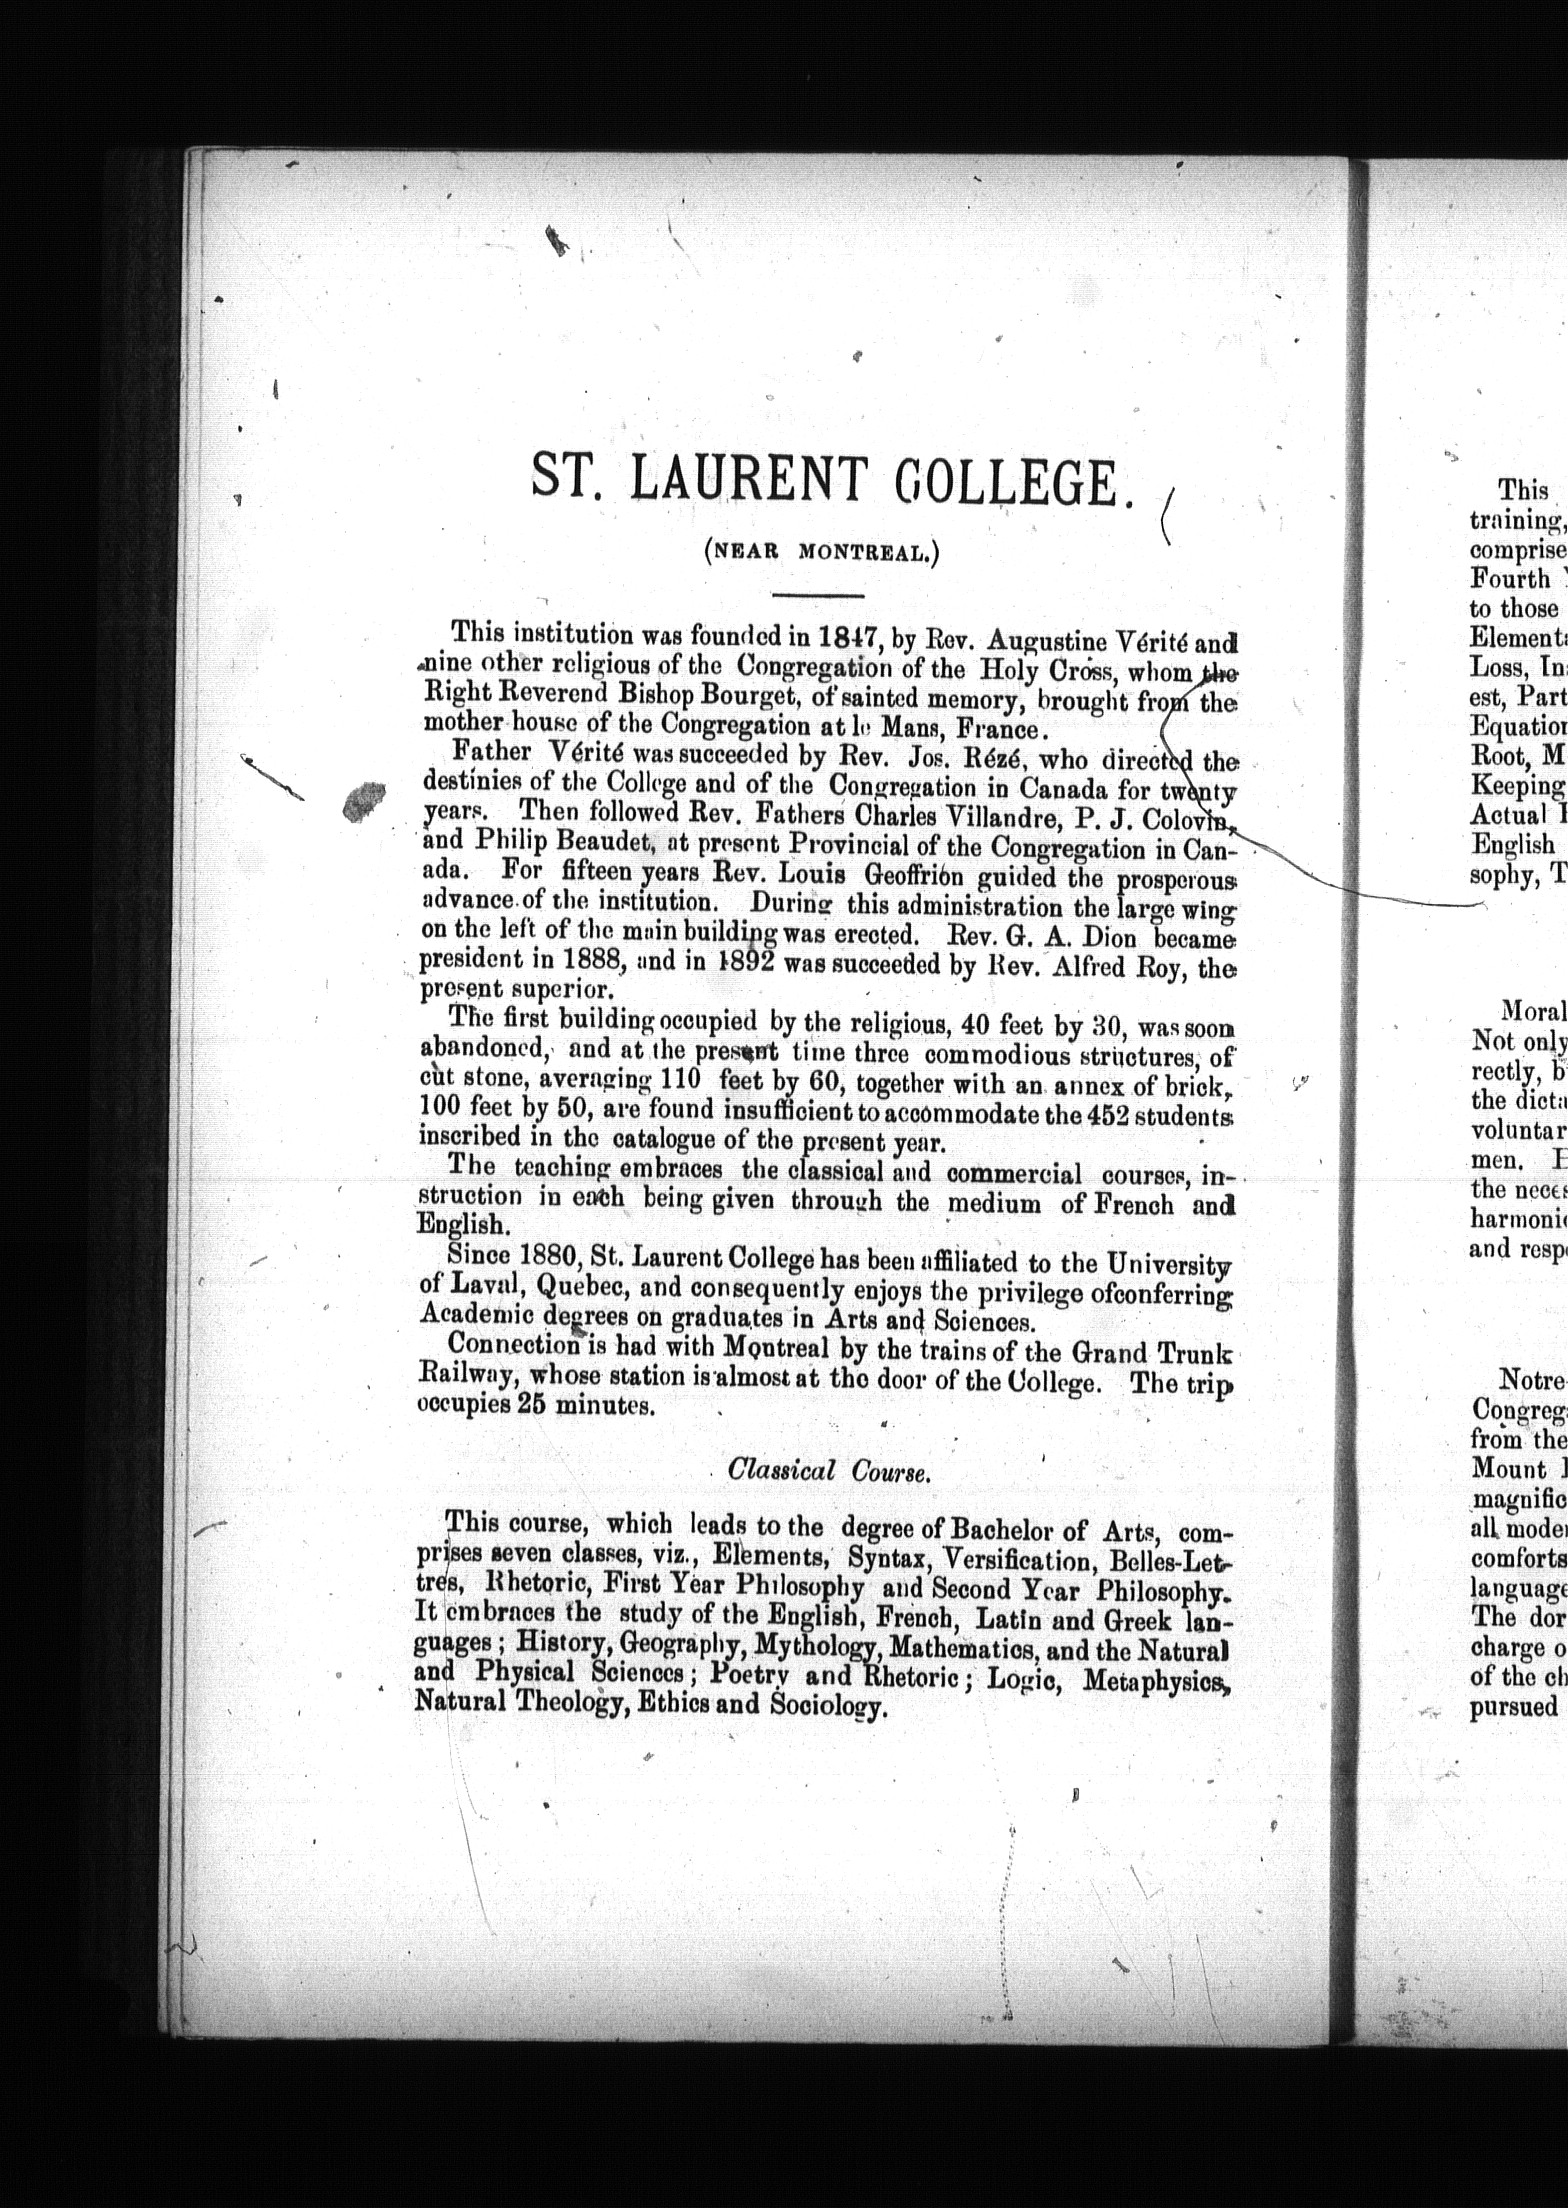 ST. LAURENT COLLEGE.
(NEAR MONTREAL.)
This institution was founded in 1847, by Rev. Augustine Vérité and
nine other religious of the Congregation of the Holy Cross, whom the
Right Reverend Bishop Bourget, of sainted memory, brought from the
mother house of the Congregation at le Mans, France.
Father Vérité was succeeded by Rev. Jos. Rézé, who directed the
destinies of the College and of the Congregation in Canada for twenty
years. Then followed Rev. Fathers Charles Villandre, P. J. Colovin,
and Philip Beaudet, at present Provincial of the Congregation in Can-
ada. For fifteen years Rev. Louis Geoffrion guided the prosperous
advance of the institution. During this administration the large wing
on the left of the main building was erected. Rev. G. A. Dion became
president in 1888, and in 1892 was succeeded by Rev. Alfred Roy, the
present superior.
The first building occupied by the religious, 40 feet by 30, was soon
abandoned, and at the present time three commodious structures, of
cut stone, averaging 110 feet by 60, together with an annex of brick,
100 feet by 50, are found insufficient to accommodate the 452 students
inscribed in the catalogue of the present year.
The teaching embraces the classical and commercial courses, in-
struction in each being given through the medium of French and
English.
Since 1880, St. Laurent College has been affiliated to the University
of Laval, Quebec, and consequently enjoys the privilege ofconferring
Academic degrees on graduates in Arts and Sciences.
Connection is had with Montreal by the trains of the Grand Trunk
Railway, whose station is almost at the door of the College. The trip
occupies 25 minutes.
Classical Course.
This course, which leads to the degree of Bachelor of Arts, com-
prises seven classes, viz., Elements, Syntax, Versification, Belles-Let-
tres, Rhetoric, First Year Philosophy and Second Year Philosophy.
It embraces the study of the English, French, Latin and Greek lan-
guages; History, Geography, Mythology, Mathematics, and the Natural
and Physical Sciences; Poetry and Rhetoric; Logic, Metaphysics,
Natural Theology, Ethics and Sociology.
This
training,
comprise
Fourth
to those
Loss,
est, Part
Root,
Keeping
Actual
English
sophy,
Moral
Not only
rectly,
the
men.
the
and
Notre
from the
Mount
all
comforts
language
The
charge
of the
pursued